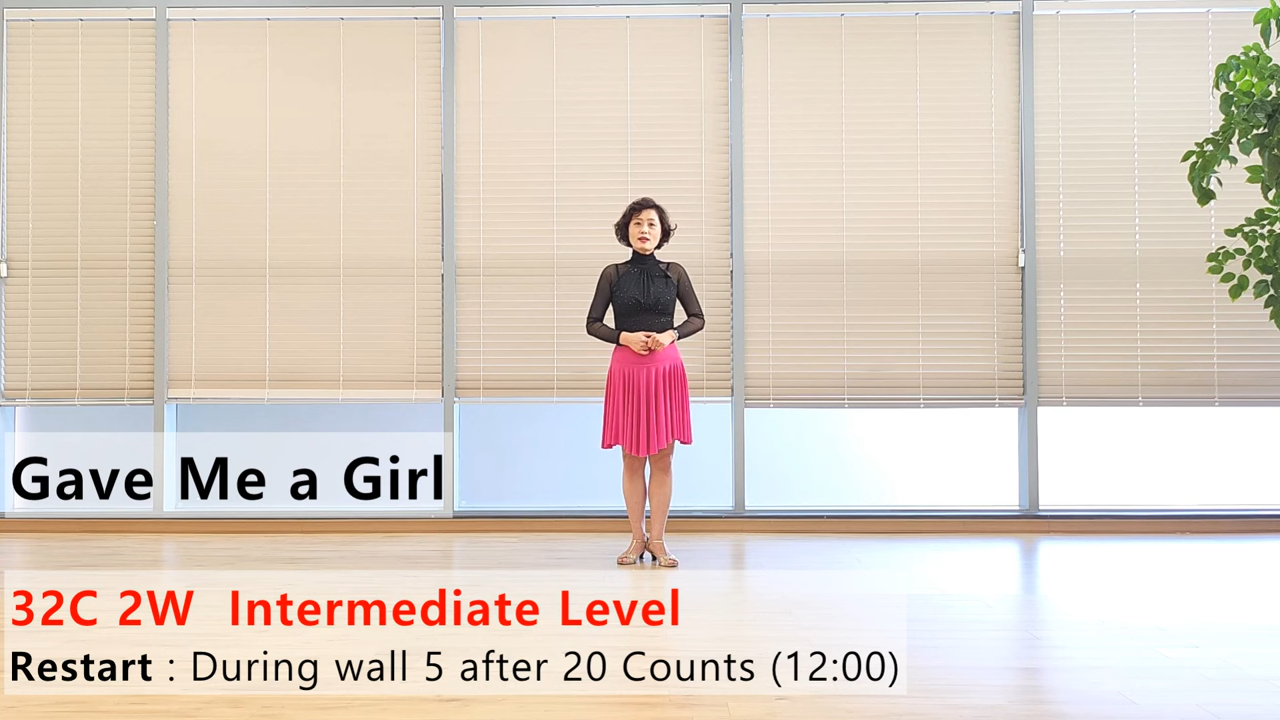 Gave Me a Girl
32C 2W Intermediate Level
Restart : During wall 5 after 20 Counts (12:00)